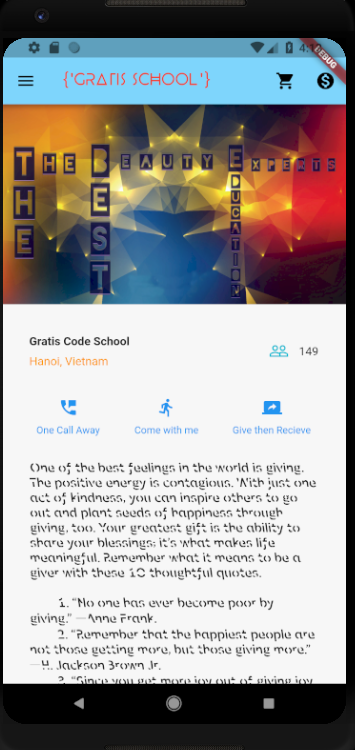 DEBUG
{'GRATIS SCHOOL'}
THE BEAUTY EXPERTS
THE
BEST
EDUCATION
Gratis Code School
Hanoi, Vietnam
149
One Call Away
Come with me
Give then Recieve
One of the best feelings in the world is giving.
The positive energy is contagious. With just one
act of kindness, you can inspire others to go
out and plant seeds of happiness through
giving, too. Your greatest gift is the ability to
share your blessings; it's what makes life
meaningful. Remember what it means to be a
giver with these 10 thoughtful quotes.
1. "No one has ever become poor by
giving." —Anne Frank.
2. "Remember that the happiest people are
not those getting more, but those giving more."
—H. Jackson Brown Jr.
3. "Since you get more joy out of giving joy